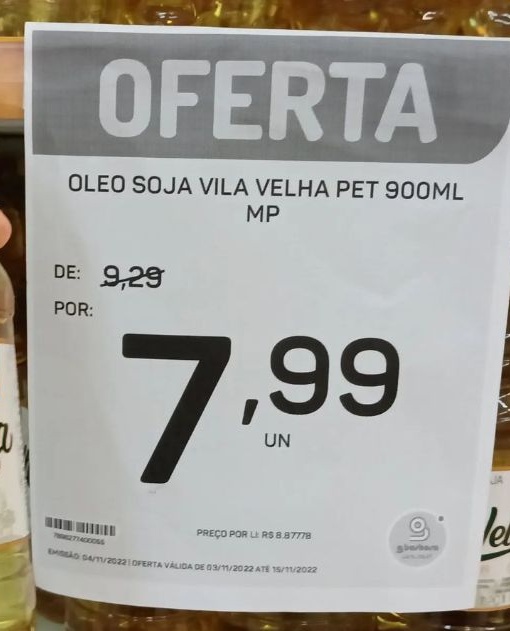 OFERTA
OLEO SOJA VILA VELHA PET 900ML
MP
DE: 9,29
POR:
7,99
UN
PREÇO POR LI: R$ 8.87778
EMISSÃO: 04/11/2022 | OFERTA VÁLIDA DE 03/11/2022 ATÉ 15/11/2022